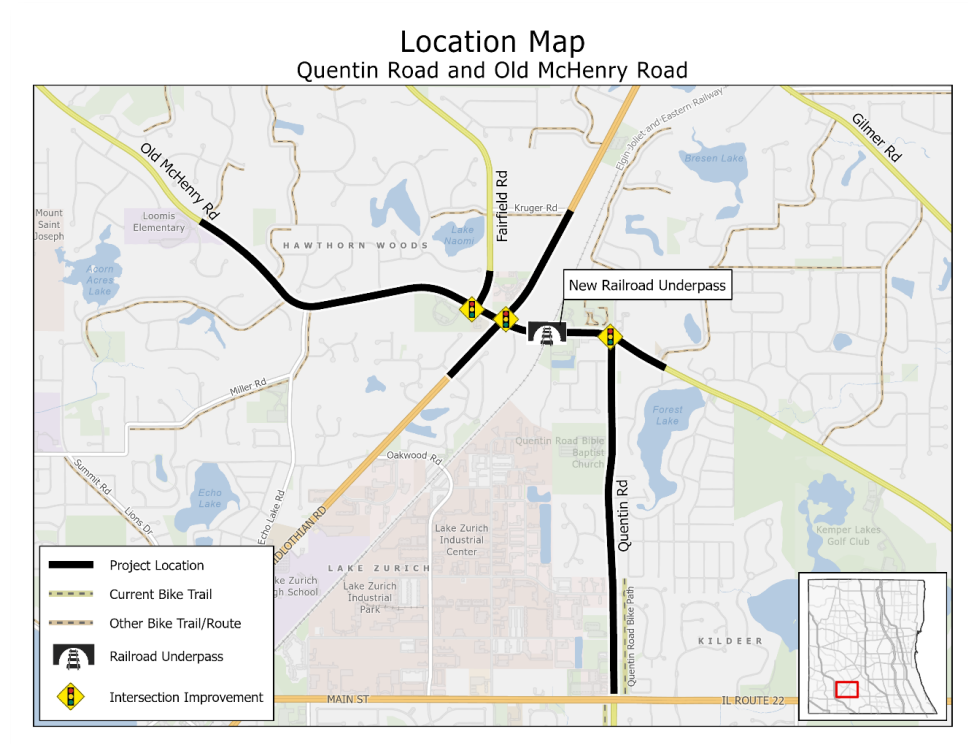 Location Map
Quentin Road and Old McHenry Road
Elgin Joliet and Eastern Railway
Gilmer Rd
Old McHenry Rd
Bresen Lake
Fairfield Rd
Kruger Rd
Mount
Saint
Joseph
Loomis
Elementary
Lake
Naomi
HAWTHORN WOODS
Acorn
Acres
Lake
New Railroad Underpass
Miller Rd
Forest
Lake
Quentin Road Bible
Baptist
Church
Oakwood Rd
Summit Rd
Echo
Lake
Lions Dr
Echo Lake Rd
IDLOTHIAN RD
Quentin Rd
Lake Zurich
Industrial
Center
Kemper Lakes
Golf Club
LAKE ZURICH
ke Zurich
gh School
Lake Zurich
Industrial
Park
Quentin Road Bike Path
KILDEER
MAIN ST
IL ROUTE 22
Project Location
Current Bike Trail
Other Bike Trail/Route
Railroad Underpass
Intersection Improvement